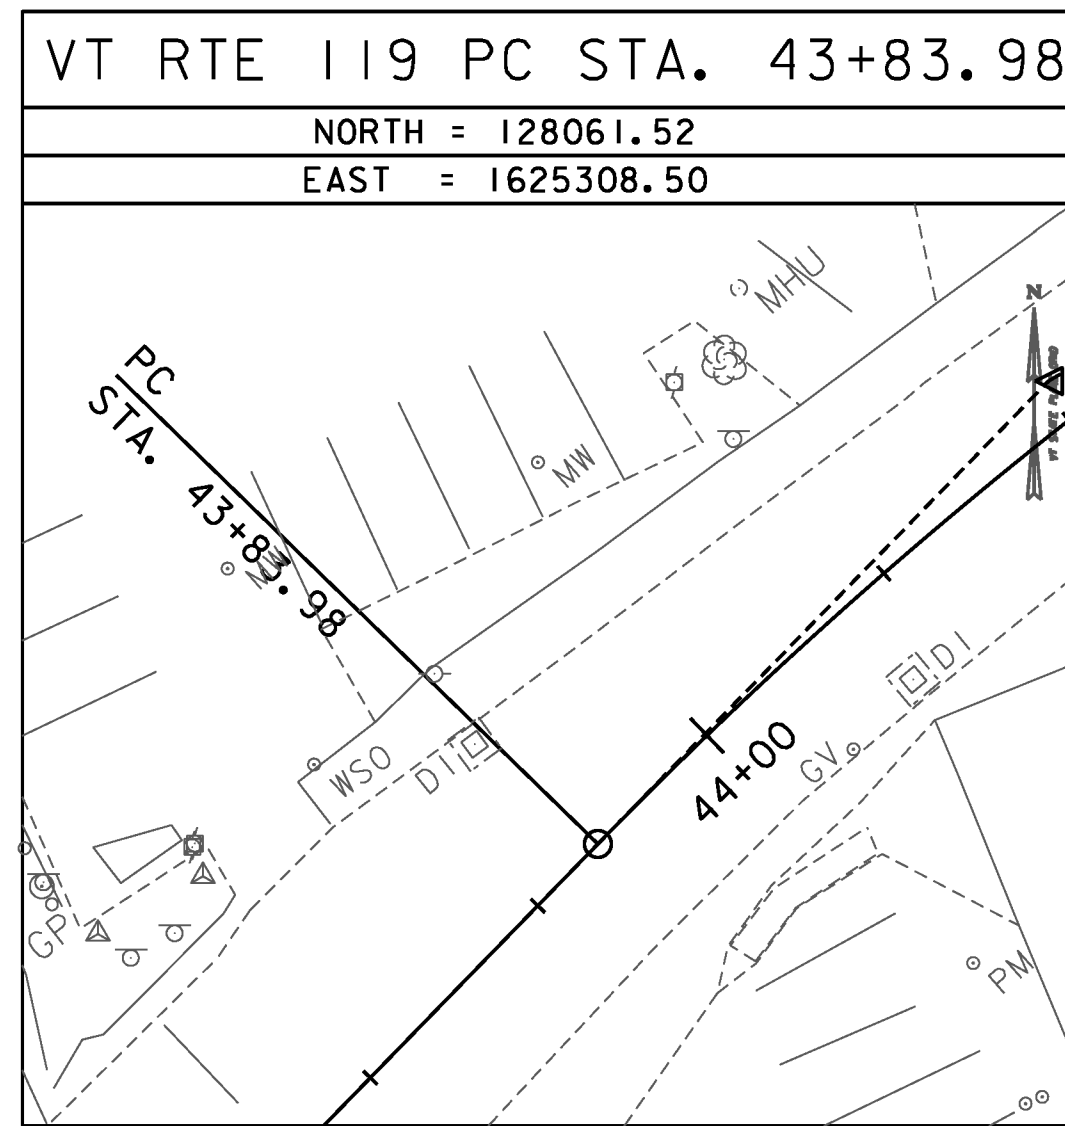 VT RTE 119 PC STA. 43+83.98
NORTH = 128061.52
EAST = 1625308.50
MHU
N
PC
STA. 43+83.98
MW
MW
DI
44+00
GV
WSO
DI
GP
PM